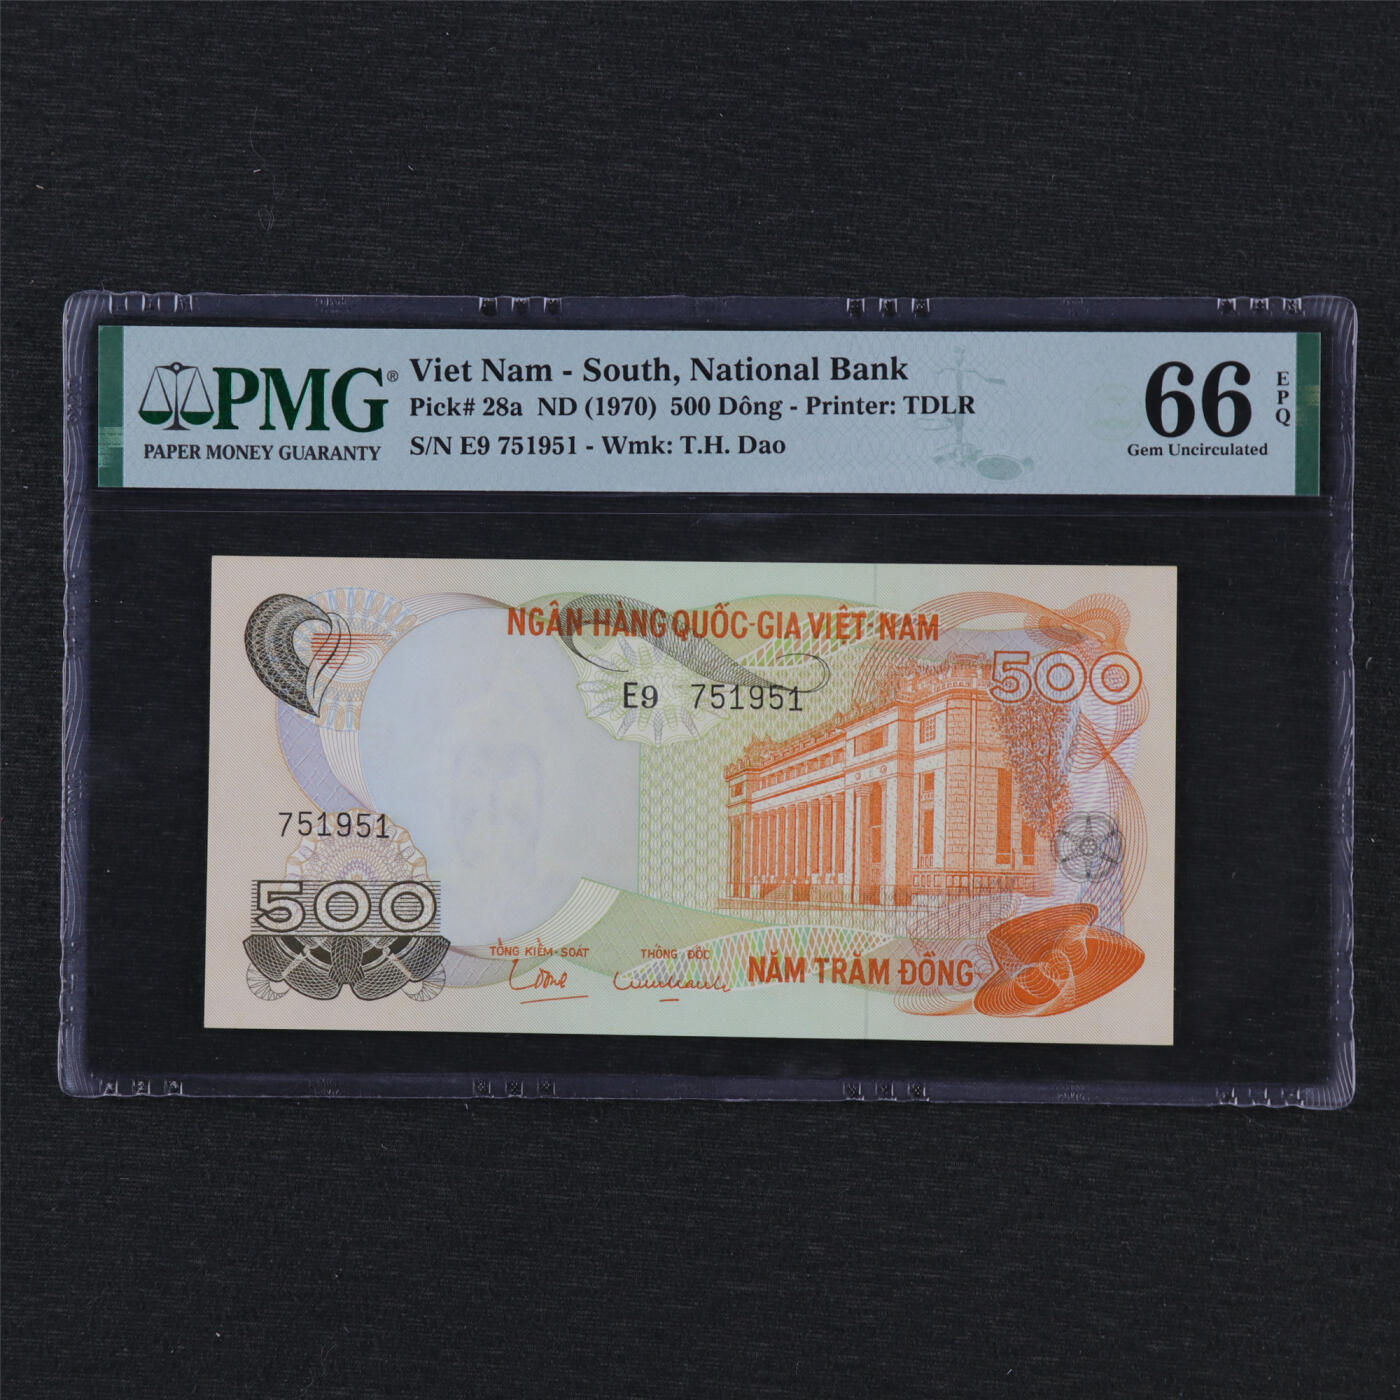 PMG®
PAPER MONEY GUARANTY
Viet Nam - South, National Bank
Pick# 28a ND (1970) 500 Dông - Printer: TDLR
S/N E9 751951 - Wmk: T.H. Dao
66
EPQ
Gem Uncirculated
NGÂN-HÀNG QUỐC-GIA VIỆT-NAM
500
E9 751951
751951
500
TỔNG KIỂM-SOÁT
THỐNG ĐỐC
NĂM TRĂM ĐỒNG